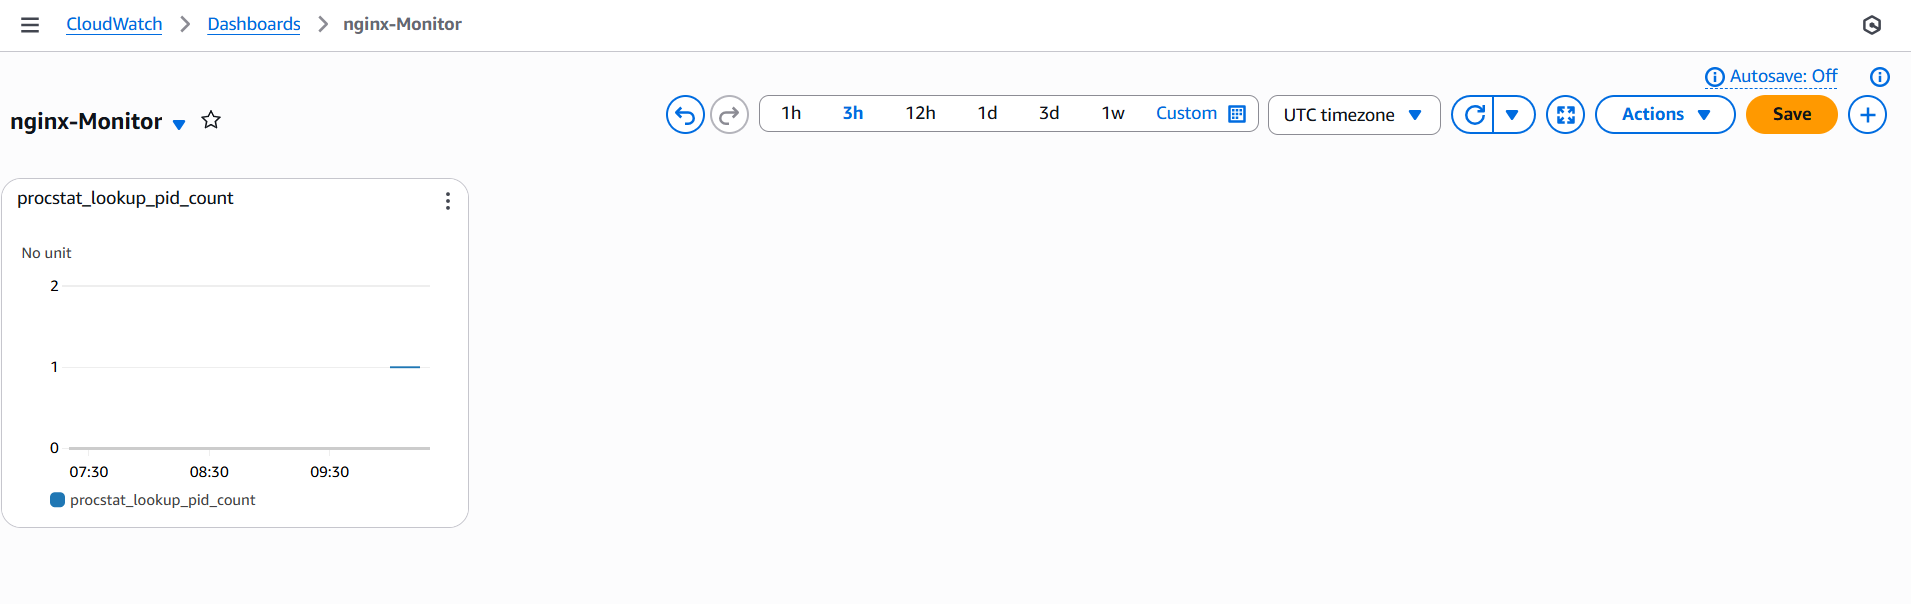 CloudWatch > Dashboards > nginx-Monitor
Autosave: Off
nginx-Monitor
1h 3h 12h 1d 3d 1w Custom UTC timezone Actions Save
procstat_lookup_pid_count
No unit
2
1
0
07:30 08:30 09:30
procstat_lookup_pid_count